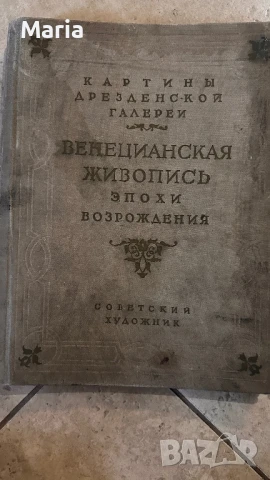 Maria
КАРТИНЫ
ДРЕЗДЕНСКОЙ
ГАЛЕРЕИ
ВЕНЕЦИАНСКАЯ
ЖИВОПИСЬ
ЭПОХИ
ВОЗРОЖДЕНИЯ
СОВЕТСКИЙ
ХУДОЖНИК
BAZAR